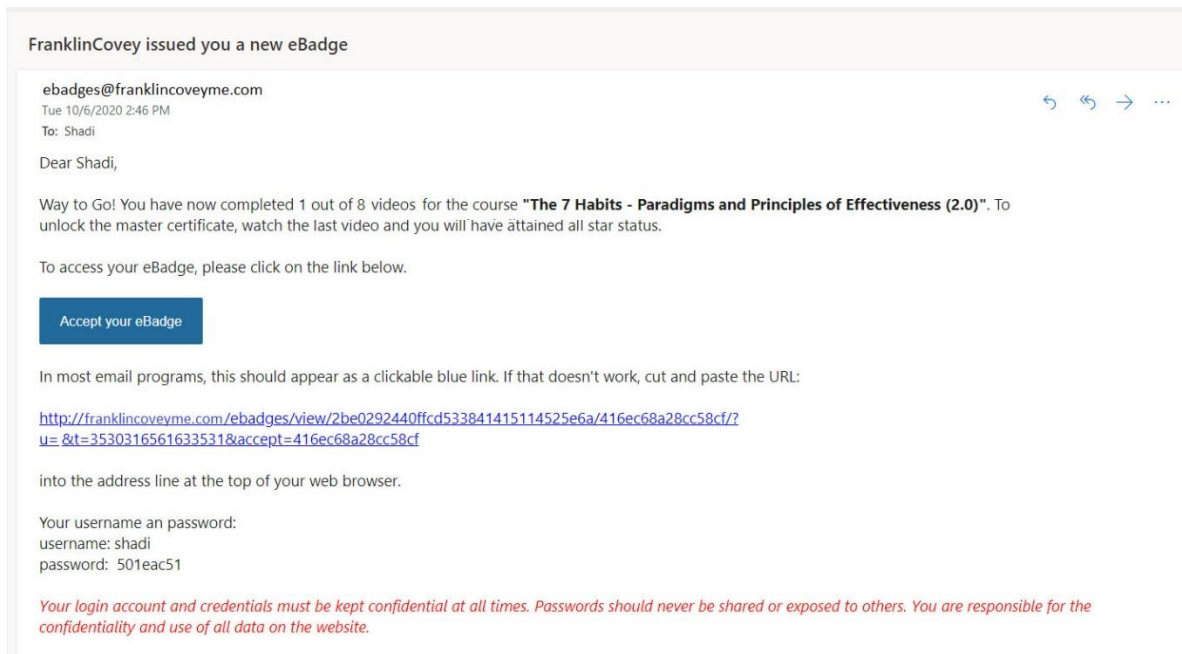 FranklinCovey issued you a new eBadge
ebadges@franklincoveyme.com
Tue 10/6/2020 2:46 PM
To: Shadi
Dear Shadi,
Way to Go! You have now completed 1 out of 8 videos for the course "The 7 Habits - Paradigms and Principles of Effectiveness (2.0)". To
unlock the master certificate, watch the last video and you will have attained all star status.
To access your eBadge, please click on the link below.
Accept your eBadge
In most email programs, this should appear as a clickable blue link. If that doesn't work, cut and paste the URL:
http://franklincoveyme.com/ebadges/view/2be0292440ffcd533841415114525e6a/416ec68a28cc58cf/?
u= &t=3530316561633531&accept=416ec68a28cc58cf
into the address line at the top of your web browser.
Your username an password:
username: shadi
password: 501eac51
Your login account and credentials must be kept confidential at all times. Passwords should never be shared or exposed to others. You are responsible for the
confidentiality and use of all data on the website.